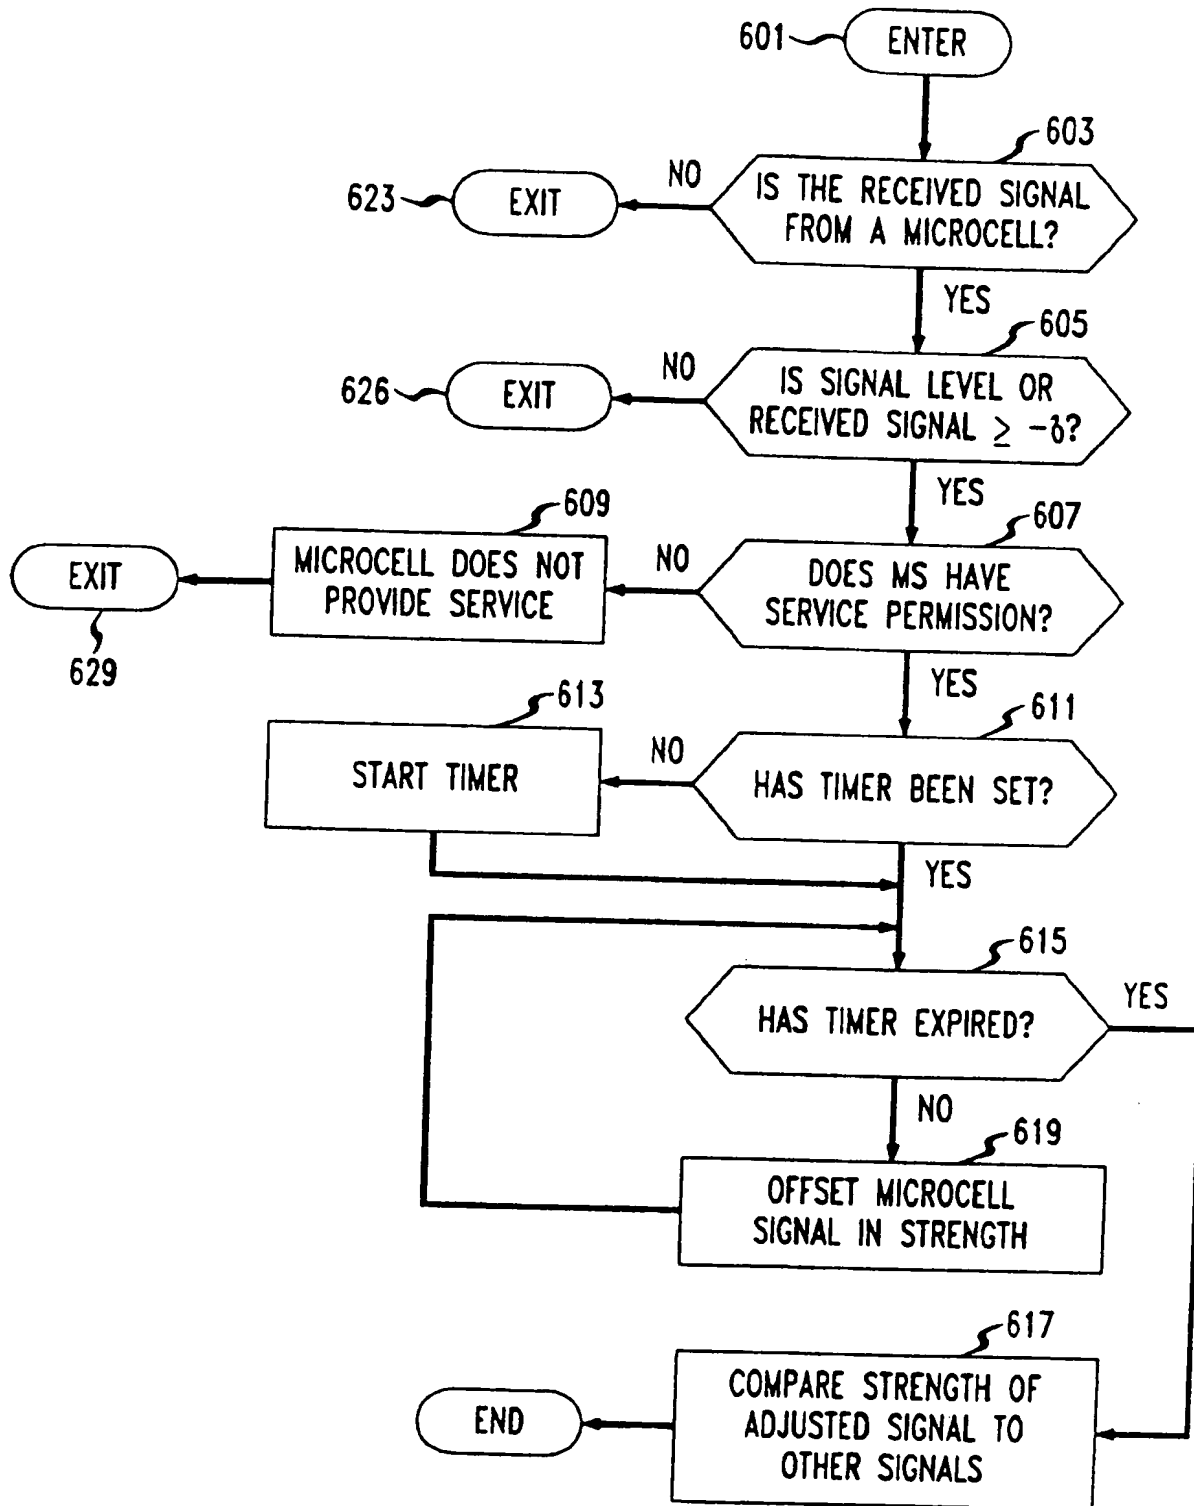 601
ENTER
603
NO
623
EXIT
IS THE RECEIVED SIGNAL
FROM A MICROCELL?
YES
605
NO
626
EXIT
IS SIGNAL LEVEL OR
RECEIVED SIGNAL ≥ -δ?
YES
609
607
EXIT
MICROCELL DOES NOT
PROVIDE SERVICE
NO
DOES MS HAVE
SERVICE PERMISSION?
629
YES
613
611
START TIMER
NO
HAS TIMER BEEN SET?
YES
615
HAS TIMER EXPIRED?
YES
NO
619
OFFSET MICROCELL
SIGNAL IN STRENGTH
617
END
COMPARE STRENGTH OF
ADJUSTED SIGNAL TO
OTHER SIGNALS